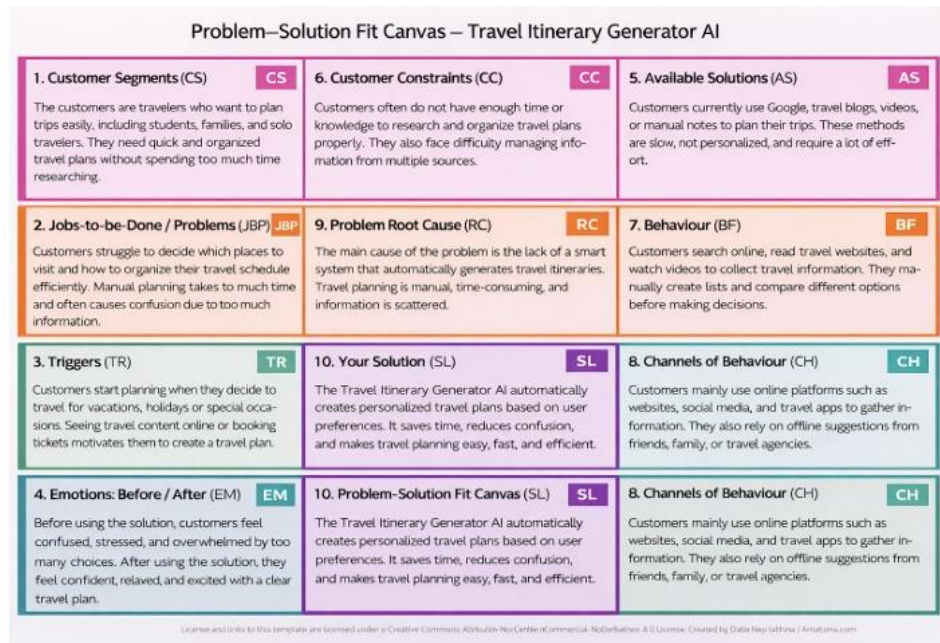 Problem–Solution Fit Canvas – Travel Itinerary Generator AI
1. Customer Segments (CS)
CS
The customers are travelers who want to plan
trips easily, including students, families, and solo
travelers. They need quick and organized
travel plans without spending too much time
researching.
6. Customer Constraints (CC)
CC
Customers often do not have enough time or
knowledge to research and organize travel plans
properly. They also face difficulty managing info-
mation from multiple sources.
5. Available Solutions (AS)
AS
Customers currently use Google, travel blogs, videos,
or manual notes to plan their trips. These methods
are slow, not personalized, and require a lot of eff-
ort.
2. Jobs-to-be-Done / Problems (JBP)
JBP
Customers struggle to decide which places to
visit and how to organize their travel schedule
efficiently. Manual planning takes to much time
and often causes confusion due to too much
information.
9. Problem Root Cause (RC)
RC
The main cause of the problem is the lack of a smart
system that automatically generates travel itineraries.
Travel planning is manual, time-consuming, and
information is scattered.
7. Behaviour (BF)
BF
Customers search online, read travel websites, and
watch videos to collect travel information. They ma-
nually create lists and compare different options
before making decisions.
3. Triggers (TR)
TR
Customers start planning when they decide to
travel for vacations, holidays or special occa-
sions. Seeing travel content online or booking
tickets motivates them to create a travel plan.
10. Your Solution (SL)
SL
The Travel Itinerary Generator AI automatically
creates personalized travel plans based on user
preferences. It saves time, reduces confusion,
and makes travel planning easy, fast, and efficient.
8. Channels of Behaviour (CH)
CH
Customers mainly use online platforms such as
websites, social media, and travel apps to gather in-
formation. They also rely on offline suggestions from
friends, family, or travel agencies.
4. Emotions: Before / After (EM)
EM
Before using the solution, customers feel
confused, stressed, and overwhelmed by too
many choices. After using the solution, they
feel confident, relaxed, and excited with a clear
travel plan.
10. Problem-Solution Fit Canvas (SL)
SL
The Travel Itinerary Generator AI automatically
creates personalized travel plans based on user
preferences. It saves time, reduces confusion,
and makes travel planning easy, fast, and efficient.
8. Channels of Behaviour (CH)
CH
Customers mainly use online platforms such as
websites, social media, and travel apps to gather in-
formation. They also rely on offline suggestions from
friends, family, or travel agencies.
License and links to this template are licensed under a Creative Commons 4.0 License. Created by / Amaltama.com